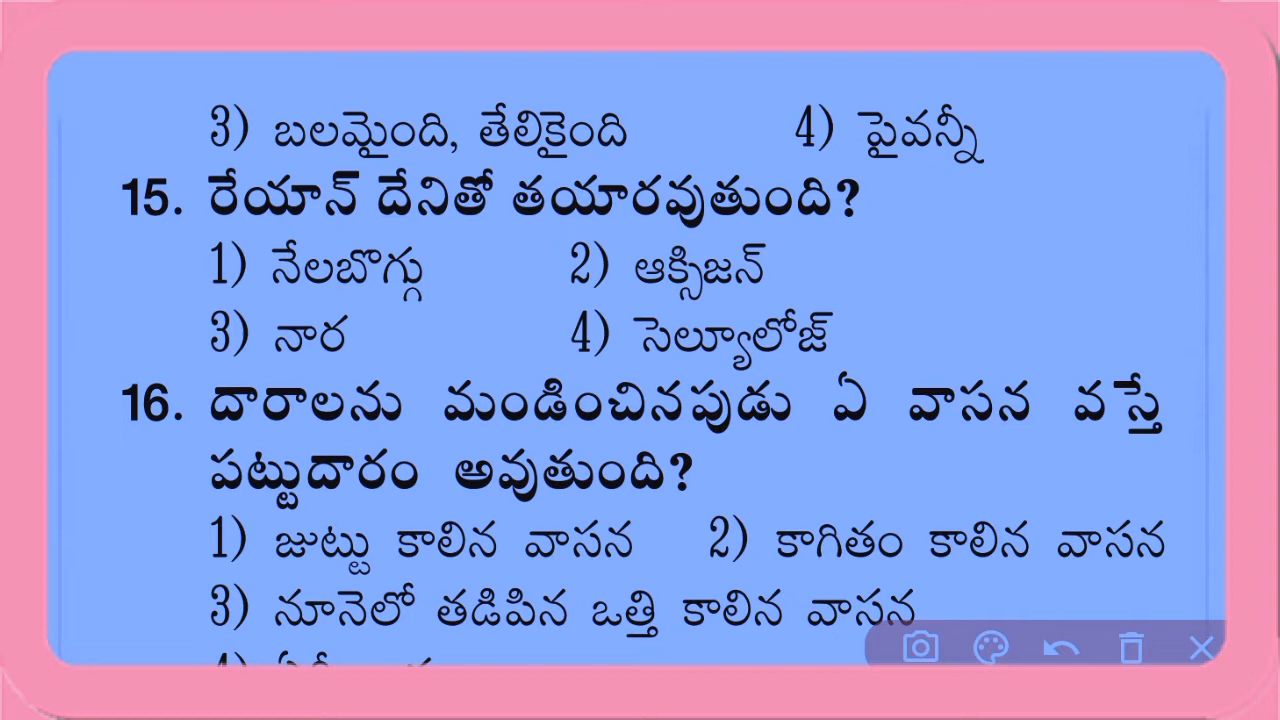 3) బలమైంది, తేలికైంది 4) పైవన్నీ
15. రేయాన్ దేనితో తయారవుతుంది?
1) నేలబొగ్గు 2) ఆక్సిజన్
3) నార 4) సెల్యూలోజ్
16. దారాలను మండించినపుడు ఏ వాసన వస్తే
పట్టుదారం అవుతుంది?
1) జుట్టు కాలిన వాసన 2) కాగితం కాలిన వాసన
3) నూనెలో తడిపిన ఒత్తి కాలిన వాసన
4)